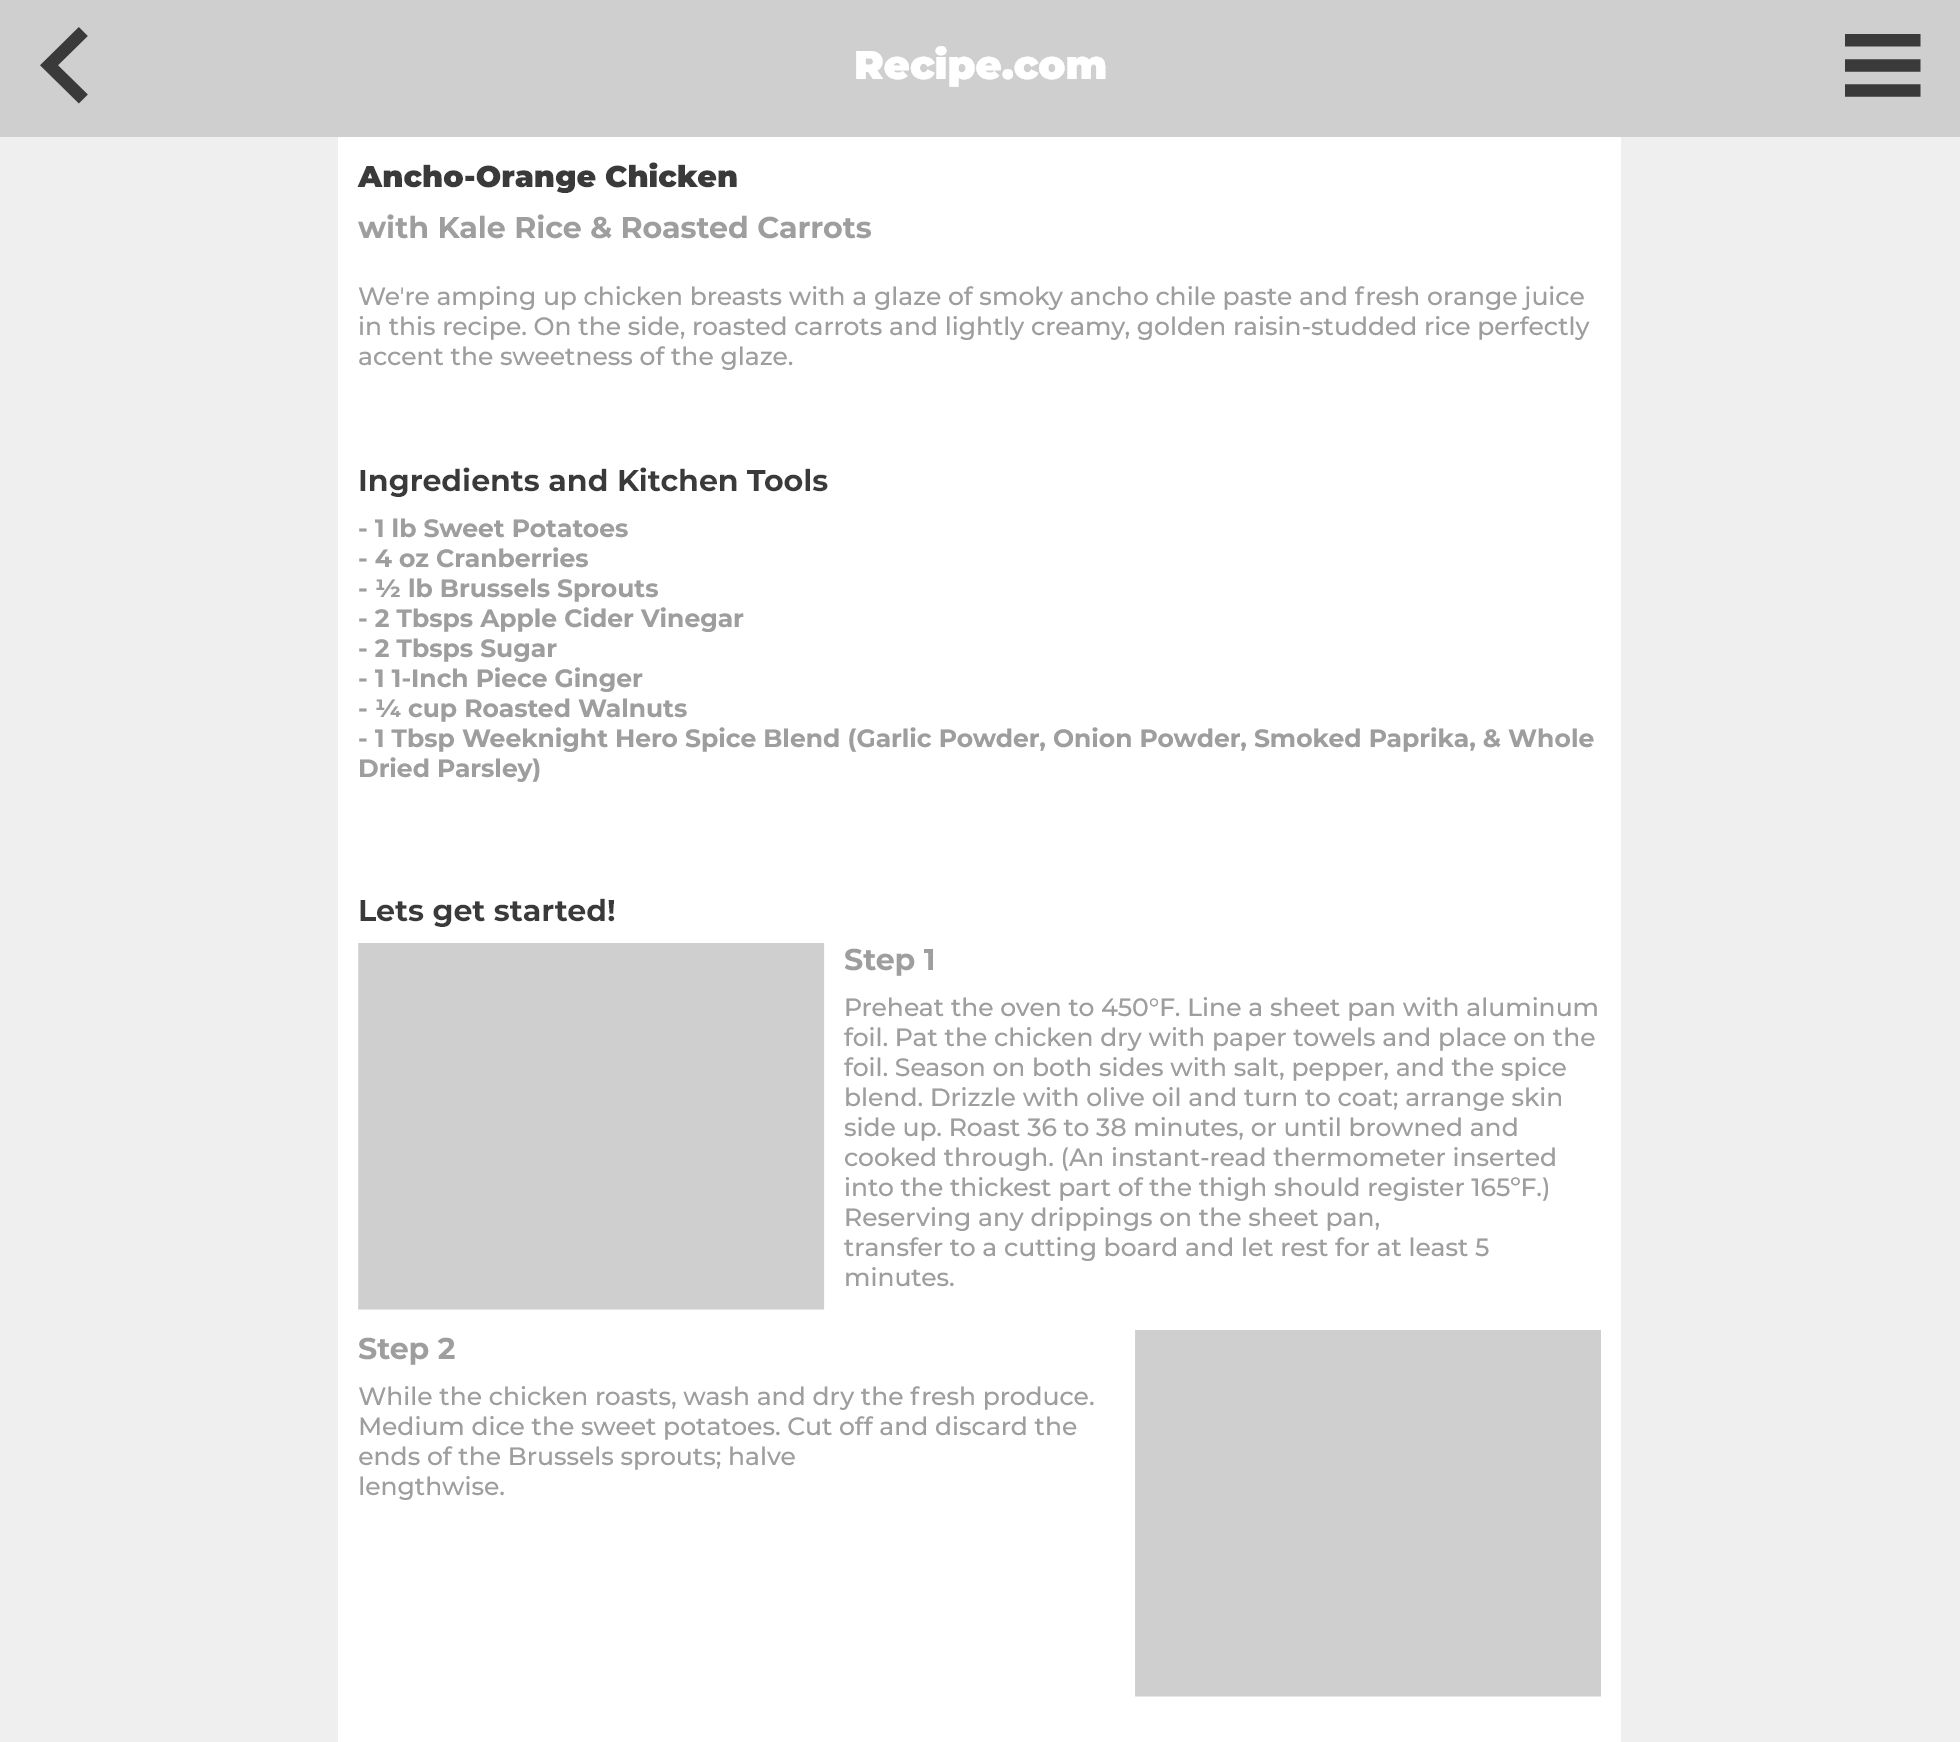 Recipe.com
Ancho-Orange Chicken
with Kale Rice & Roasted Carrots
We're amping up chicken breasts with a glaze of smoky ancho chile paste and fresh orange juice
in this recipe. On the side, roasted carrots and lightly creamy, golden raisin-studded rice perfectly
accent the sweetness of the glaze.
Ingredients and Kitchen Tools
- 1 lb Sweet Potatoes
- 4 oz Cranberries
- ½ lb Brussels Sprouts
- 2 Tbsps Apple Cider Vinegar
- 2 Tbsps Sugar
- 1 1-Inch Piece Ginger
- ¼ cup Roasted Walnuts
- 1 Tbsp Weeknight Hero Spice Blend (Garlic Powder, Onion Powder, Smoked Paprika, & Whole
Dried Parsley)
Lets get started!
Step 1
Preheat the oven to 450°F. Line a sheet pan with aluminum
foil. Pat the chicken dry with paper towels and place on the
foil. Season on both sides with salt, pepper, and the spice
blend. Drizzle with olive oil and turn to coat; arrange skin
side up. Roast 36 to 38 minutes, or until browned and
cooked through. (An instant-read thermometer inserted
into the thickest part of the thigh should register 165ºF.)
Reserving any drippings on the sheet pan,
transfer to a cutting board and let rest for at least 5
minutes.
Step 2
While the chicken roasts, wash and dry the fresh produce.
Medium dice the sweet potatoes. Cut off and discard the
ends of the Brussels sprouts; halve
lengthwise.